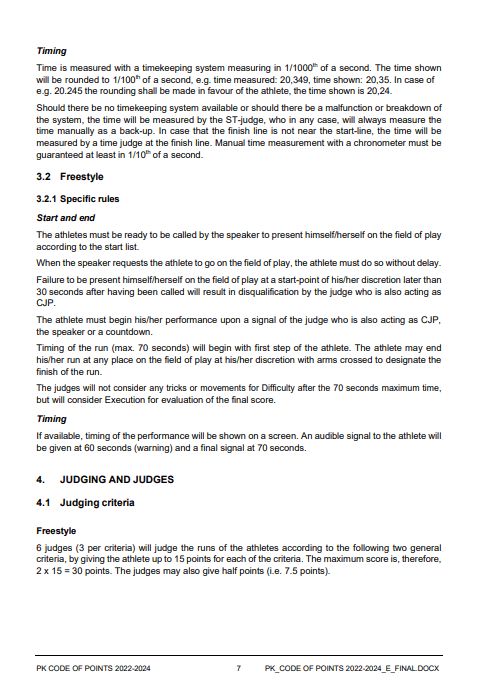 Timing
Time is measured with a timekeeping system measuring in 1/1000th of a second. The time shown
will be rounded to 1/100th of a second, e.g. time measured: 20,349, time shown: 20,35. In case of
e.g. 20.245 the rounding shall be made in favour of the athlete, the time shown is 20,24.
Should there be no timekeeping system available or should there be a malfunction or breakdown of
the system, the time will be measured by the ST-judge, who in any case, will always measure the
time manually as a back-up. In case that the finish line is not near the start-line, the time will be
measured by a time judge at the finish line. Manual time measurement with a chronometer must be
guaranteed at least in 1/10th of a second.
3.2 Freestyle
3.2.1 Specific rules
Start and end
The athletes must be ready to be called by the speaker to present himself/herself on the field of play
according to the start list.
When the speaker requests the athlete to go on the field of play, the athlete must do so without delay.
Failure to be present himself/herself on the field of play at a start-point of his/her discretion later than
30 seconds after having been called will result in disqualification by the judge who is also acting as
CJP.
The athlete must begin his/her performance upon a signal of the judge who is also acting as CJP,
the speaker or a countdown.
Timing of the run (max. 70 seconds) will begin with first step of the athlete. The athlete may end
his/her run at any place on the field of play at his/her discretion with arms crossed to designate the
finish of the run.
The judges will not consider any tricks or movements for Difficulty after the 70 seconds maximum time,
but will consider Execution for evaluation of the final score.
Timing
If available, timing of the performance will be shown on a screen. An audible signal to the athlete will
be given at 60 seconds (warning) and a final signal at 70 seconds.
4. JUDGING AND JUDGES
4.1 Judging criteria
Freestyle
6 judges (3 per criteria) will judge the runs of the athletes according to the following two general
criteria, by giving the athlete up to 15 points for each of the criteria. The maximum score is, therefore,
2 x 15 = 30 points. The judges may also give half points (i.e. 7.5 points).
PK CODE OF POINTS 2022-2024 7 PK_CODE OF POINTS 2022-2024_E_FINAL.DOCX